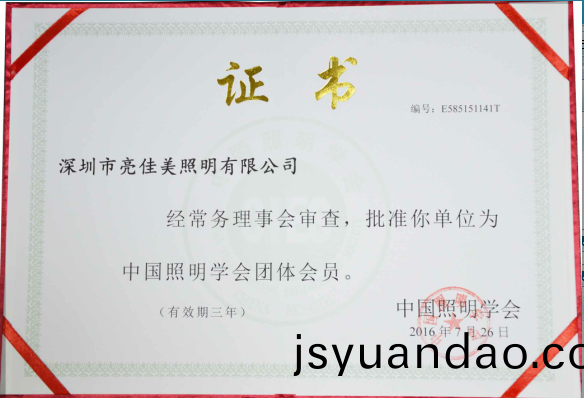 证书
编号：E585151141T
深圳市亮佳美照明有限公司
经常务理事会审查，批准你单位为
中国照明学会团体会员。
（有效期三年）
中国照明学会
2016年7月26日
jsyuandao.co